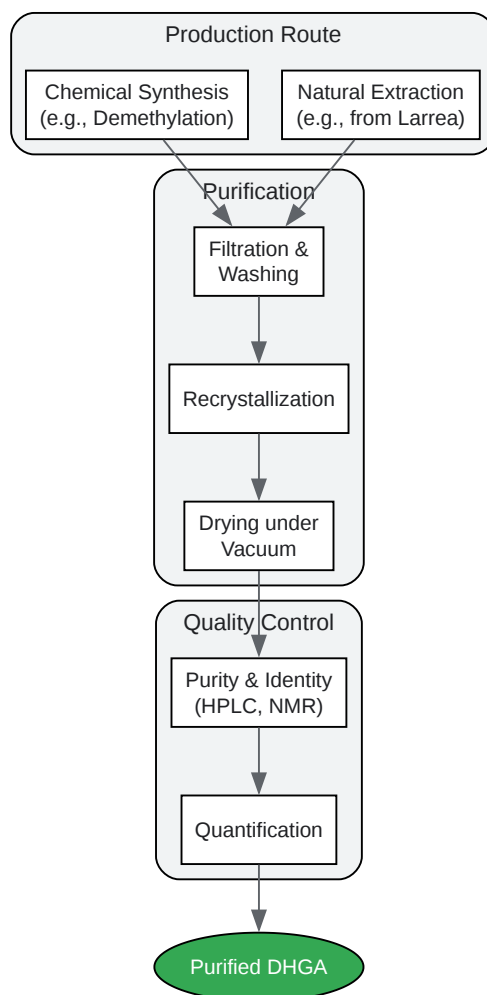 Production Route
Chemical Synthesis
(e.g., Demethylation)
Natural Extraction
(e.g., from Larrea)
Purification
Filtration &
Washing
Recrystallization
Drying under
Vacuum
Quality Control
Purity & Identity
(HPLC, NMR)
Quantification
Purified DHGA